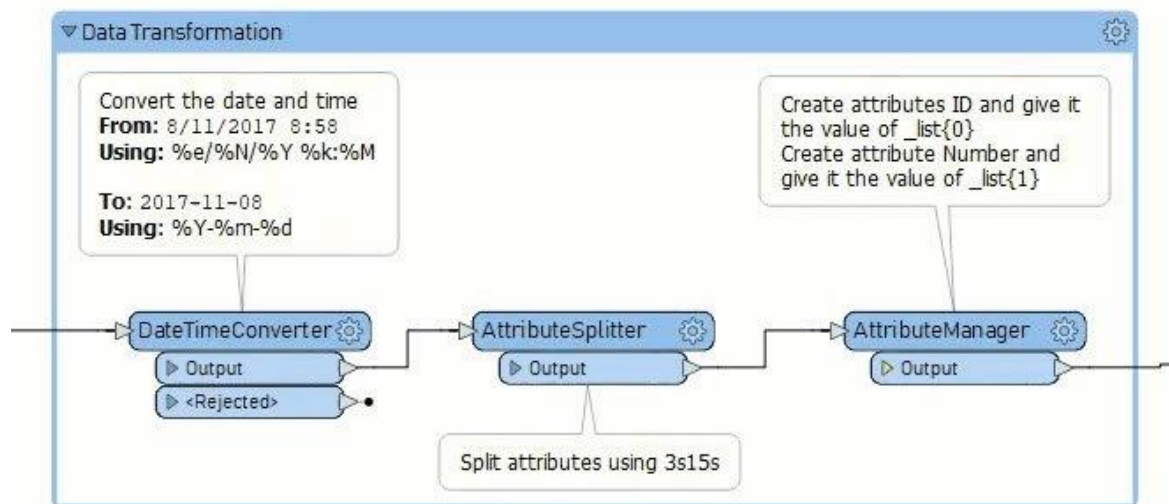 Data Transformation
Convert the date and time
From: 8/11/2017 8:58
Using: %e/%N/%Y %k:%M
To: 2017-11-08
Using: %Y-%m-%d
Create attributes ID and give it
the value of _list{0}
Create attribute Number and
give it the value of _list{1}
DateTimeConverter
Output
<Rejected>
AttributeSplitter
Output
Split attributes using 3s15s
AttributeManager
Output